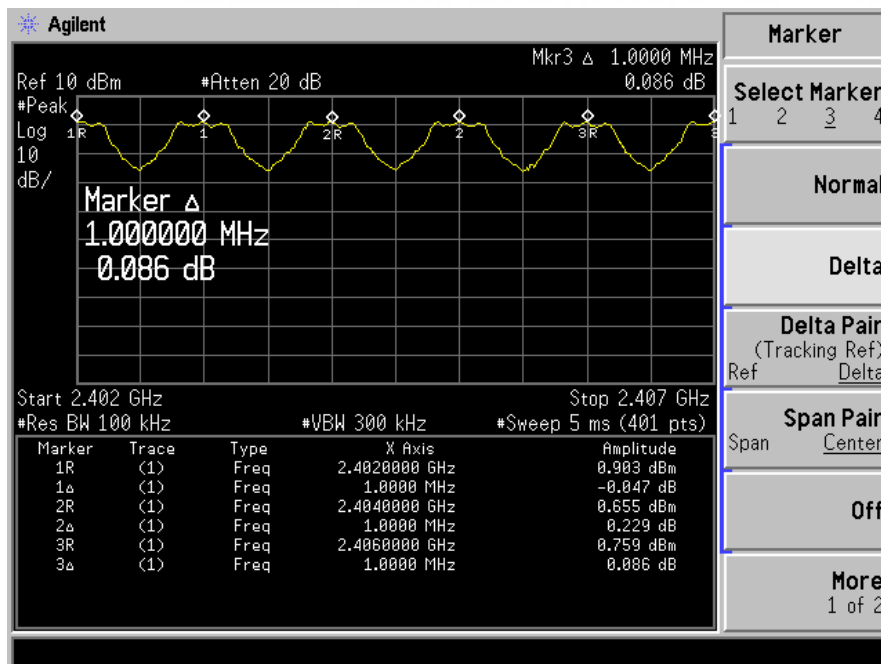 Agilent
Marker
Mkr3 Δ 1.0000 MHz
Ref 10 dBm #Atten 20 dB 0.086 dB
#Peak
Log
10
dB/
1R 1 2R 2 3R 3
Marker Δ
1.000000 MHz
0.086 dB
Start 2.402 GHz Stop 2.407 GHz
#Res BW 100 kHz #VBW 300 kHz #Sweep 5 ms (401 pts)
Marker Trace Type X Axis Amplitude
1R (1) Freq 2.4020000 GHz 0.903 dBm
1Δ (1) Freq 1.0000 MHz -0.047 dB
2R (1) Freq 2.4040000 GHz 0.655 dBm
2Δ (1) Freq 1.0000 MHz 0.229 dB
3R (1) Freq 2.4060000 GHz 0.759 dBm
3Δ (1) Freq 1.0000 MHz 0.086 dB
Select Marker
1 2 3 4
Normal
Delta
Delta Pair
(Tracking Ref)
Ref Delta
Span Pair
Span Center
Off
More
1 of 2